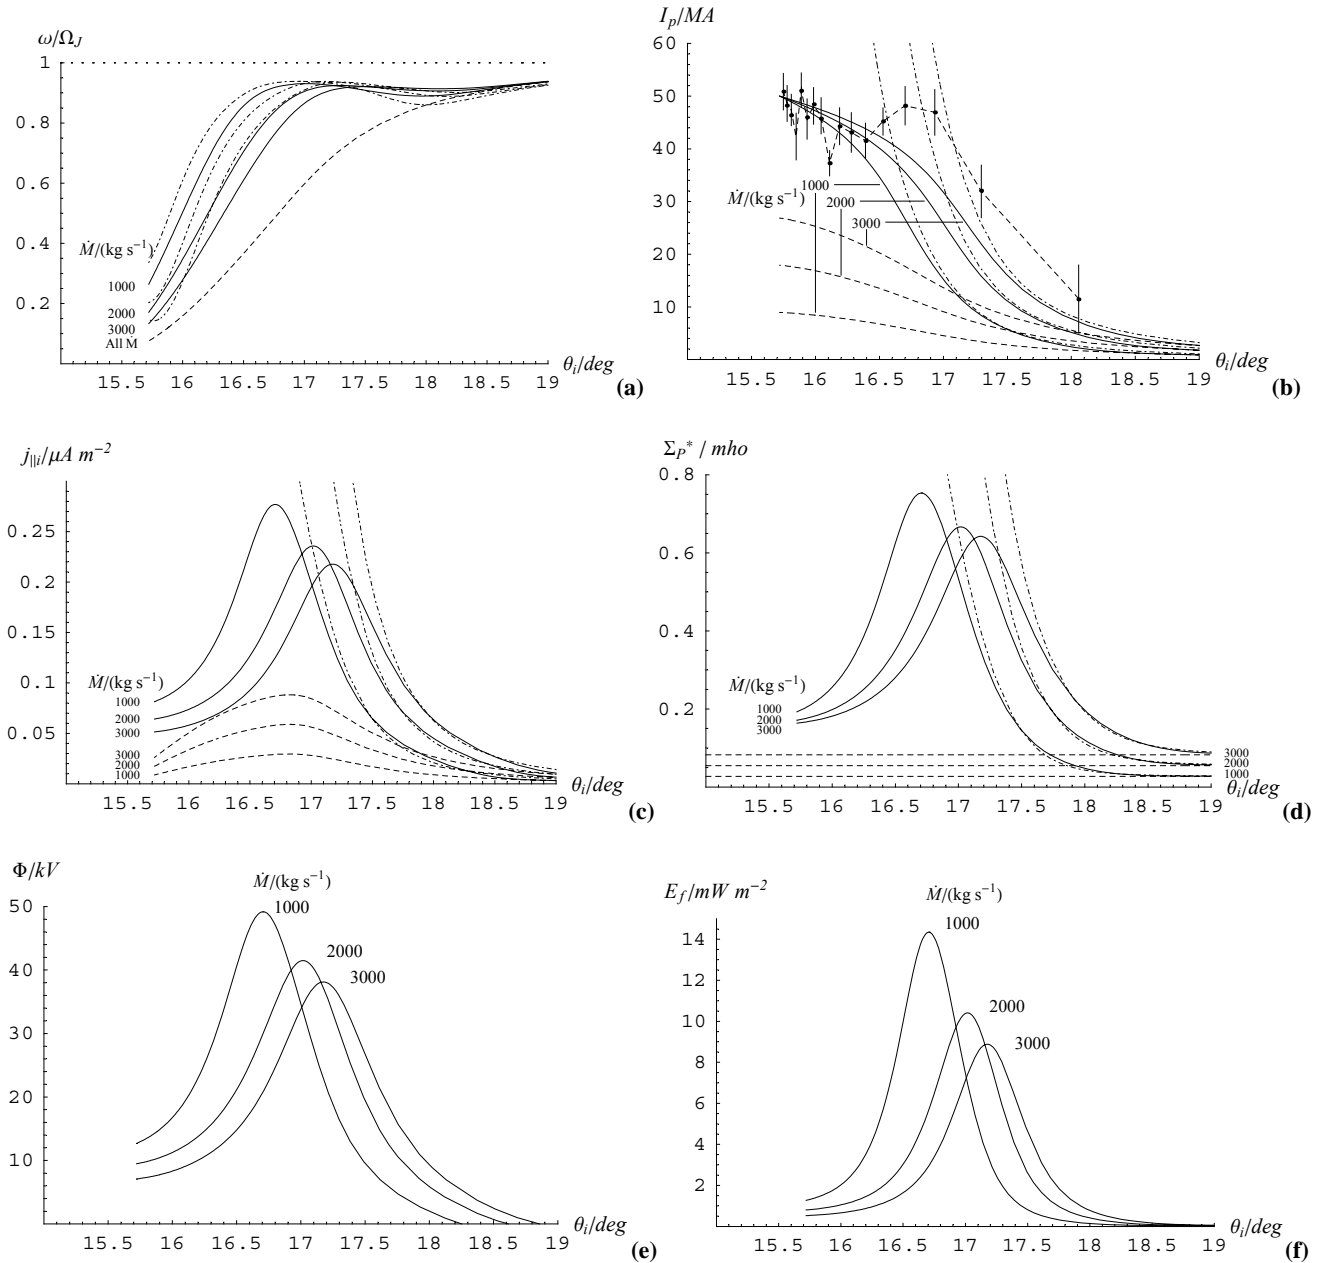 ω/Ω_J
1
0.8
0.6
0.4
0.2
Ṁ/(kg s⁻¹)
1000
2000
3000
All Ṁ
15.5 16 16.5 17 17.5 18 18.5 19
θᵢ/deg
(a)
I_p/MA
60
50
40
30
20
10
Ṁ/(kg s⁻¹)
1000
2000
3000
15.5 16 16.5 17 17.5 18 18.5 19
θᵢ/deg
(b)
j_||i/μA m⁻²
0.25
0.2
0.15
0.1
0.05
Ṁ/(kg s⁻¹)
1000
2000
3000
3000
2000
1000
15.5 16 16.5 17 17.5 18 18.5 19
θᵢ/deg
(c)
Σ_P* / mho
0.8
0.6
0.4
0.2
Ṁ/(kg s⁻¹)
1000
2000
3000
3000
2000
1000
15.5 16 16.5 17 17.5 18 18.5 19
θᵢ/deg
(d)
Φ/kV
50
40
30
20
10
Ṁ/(kg s⁻¹)
1000
2000
3000
15.5 16 16.5 17 17.5 18 18.5 19
θᵢ/deg
(e)
E_f/mW m⁻²
14
12
10
8
6
4
2
Ṁ/(kg s⁻¹)
1000
2000
3000
15.5 16 16.5 17 17.5 18 18.5 19
θᵢ/deg
(f)